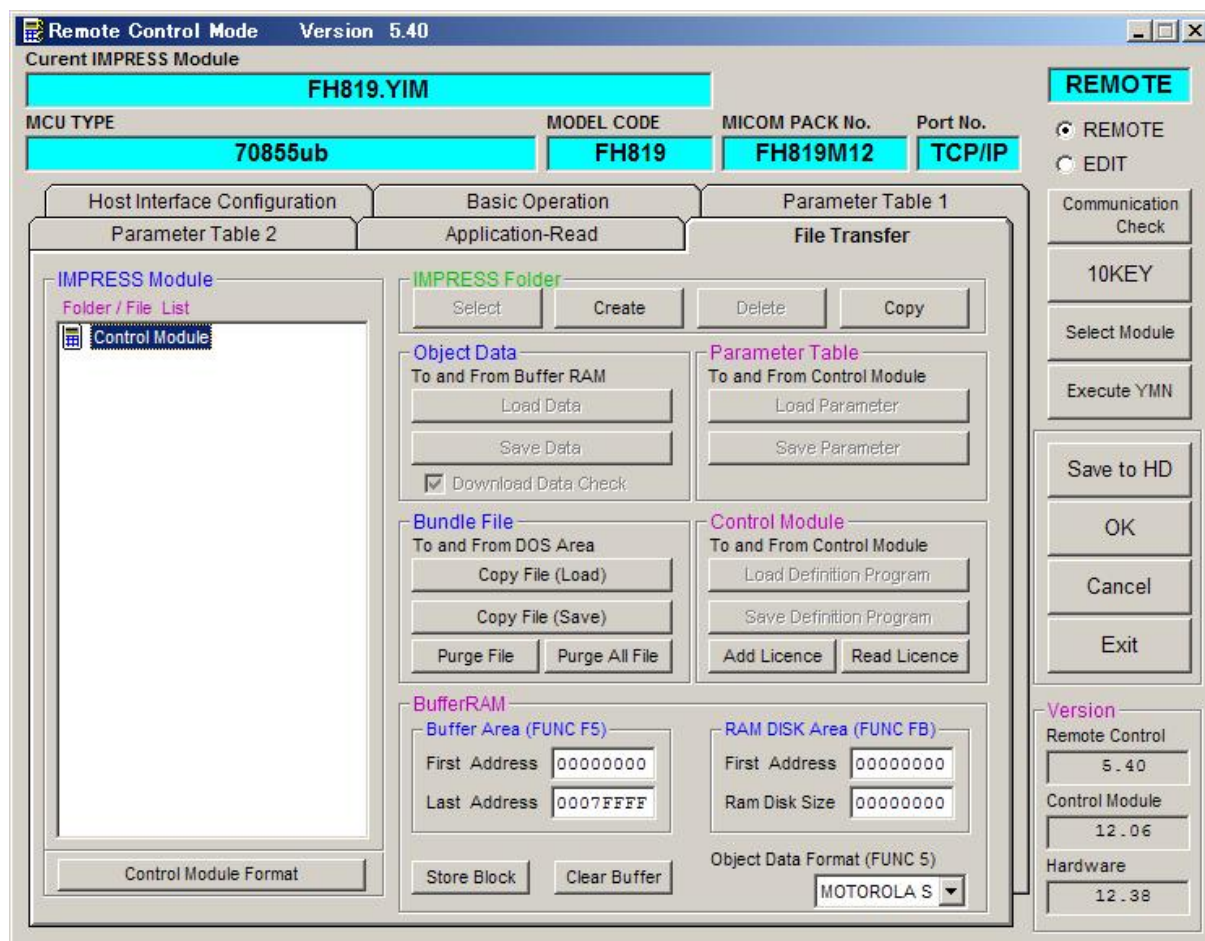 Remote Control Mode Version 5.40
Curent IMPRESS Module
FH819.YIM
REMOTE
MCU TYPE MODEL CODE MICOM PACK No. Port No.
70855ub FH819 FH819M12 TCP/IP
REMOTE
EDIT
Host Interface Configuration Basic Operation Parameter Table 1
Parameter Table 2 Application-Read File Transfer
Communication
Check
10KEY
Select Module
Execute YMN
Save to HD
OK
Cancel
Exit
IMPRESS Module
Folder / File List
Control Module
Control Module Format
IMPRESS Folder
Select Create Delete Copy
Object Data
To and From Buffer RAM
Load Data
Save Data
Download Data Check
Parameter Table
To and From Control Module
Load Parameter
Save Parameter
Bundle File
To and From DOS Area
Copy File (Load)
Copy File (Save)
Purge File Purge All File
Control Module
To and From Control Module
Load Definition Program
Save Definition Program
Add Licence Read Licence
BufferRAM
Buffer Area (FUNC F5)
First Address 00000000
Last Address 0007FFFF
RAM DISK Area (FUNC FB)
First Address 00000000
Ram Disk Size 00000000
Store Block Clear Buffer
Object Data Format (FUNC 5)
MOTOROLA S
Version
Remote Control
5.40
Control Module
12.06
Hardware
12.38